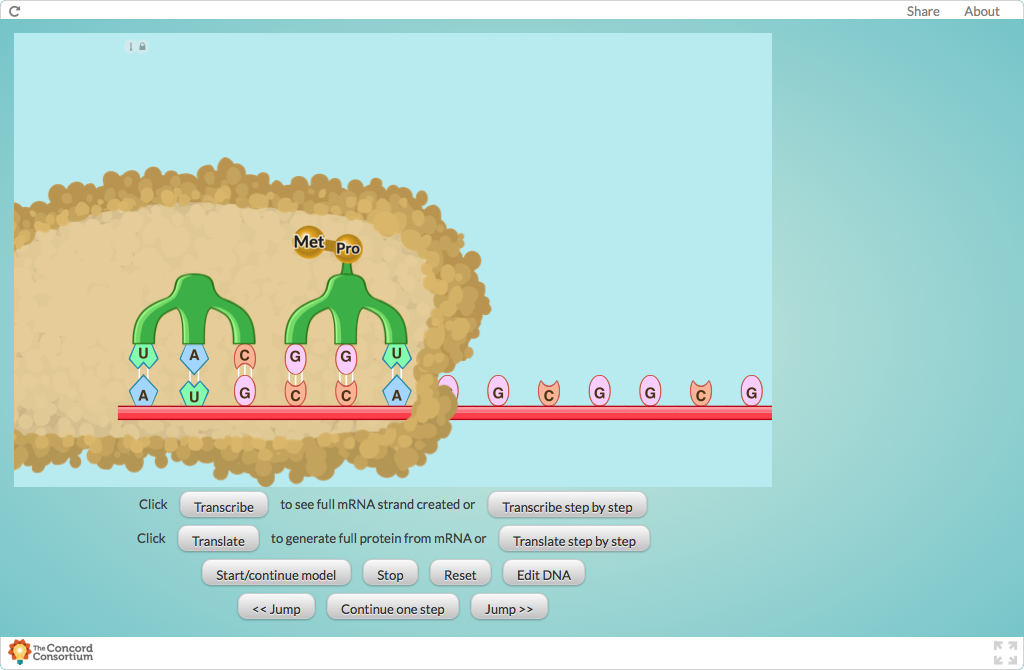 Share About
Met Pro
U A C G G U
A U G C C A G G C G G C G
Click Transcribe to see full mRNA strand created or Transcribe step by step
Click Translate to generate full protein from mRNA or Translate step by step
Start/continue model Stop Reset Edit DNA
<< Jump Continue one step Jump >>
The Concord
Consortium